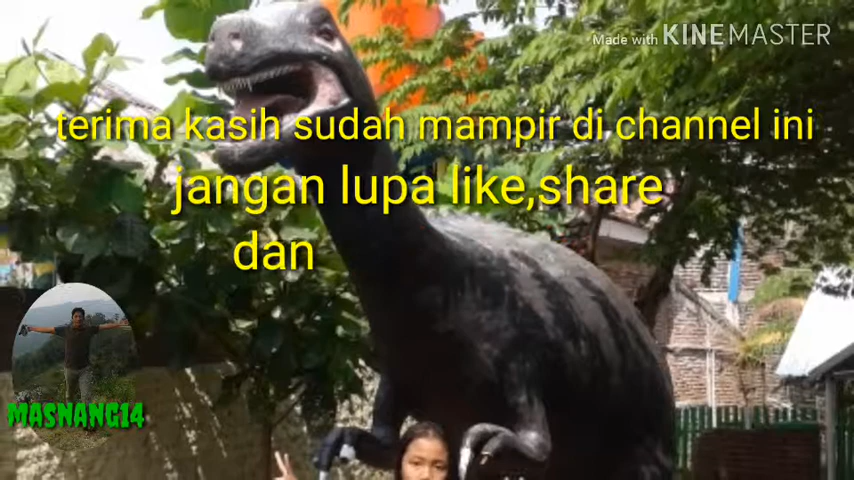 Made with KINEMASTER
terima kasih sudah mampir di channel ini
jangan lupa like,share
dan
MASNANG14